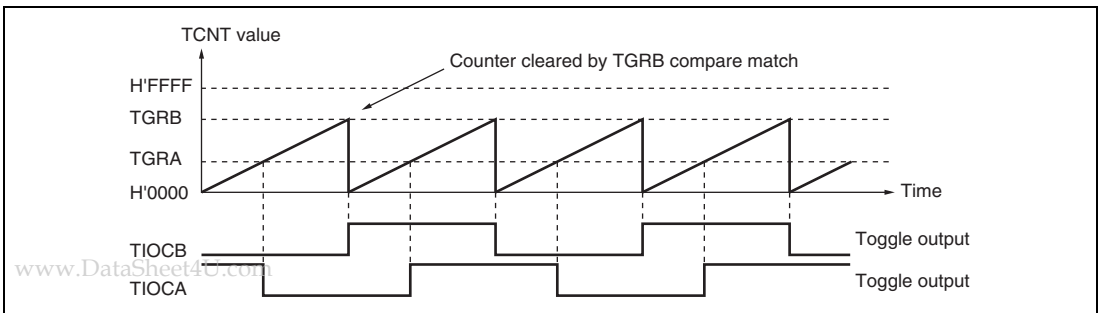 TCNT value
Counter cleared by TGRB compare match
H'FFFF
TGRB
TGRA
H'0000
Time
TIOCB
Toggle output
www.DataSheet4U.com
TIOCA
Toggle output